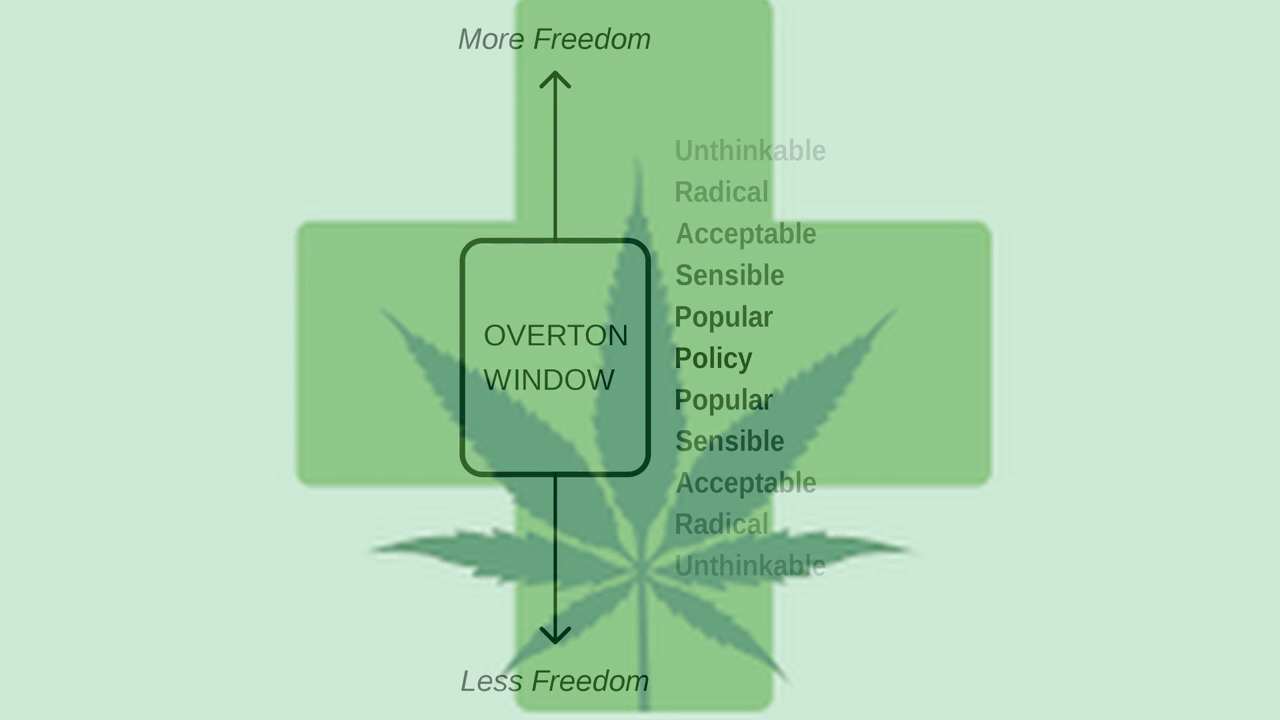 More Freedom
Unthinkable
Radical
Acceptable
Sensible
Popular
Policy
Popular
Sensible
Acceptable
Radical
Unthinkable
OVERTON
WINDOW
Less Freedom